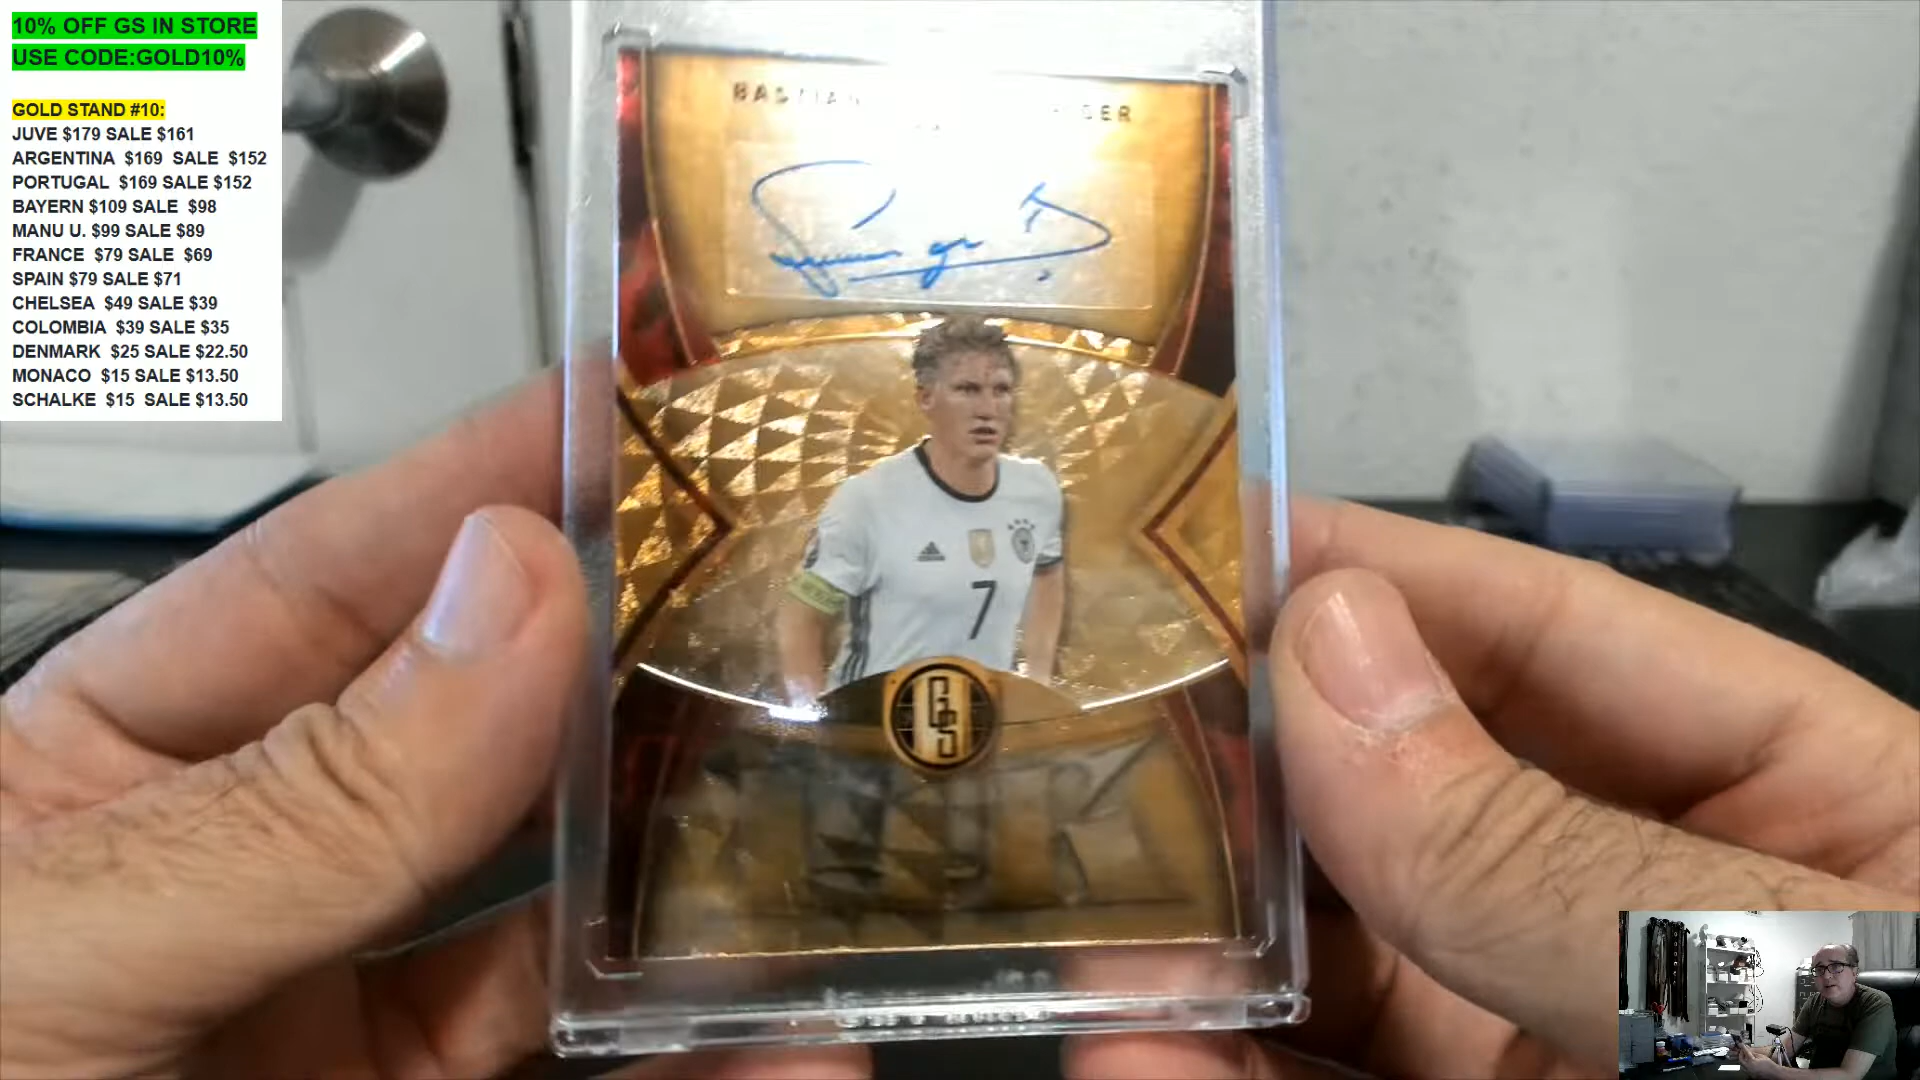 10% OFF GS IN STORE
USE CODE:GOLD10%
GOLD STAND #10:
JUVE $179 SALE $161
ARGENTINA $169 SALE $152
PORTUGAL $169 SALE $152
BAYERN $109 SALE $98
MANU U. $99 SALE $89
FRANCE $79 SALE $69
SPAIN $79 SALE $71
CHELSEA $49 SALE $39
COLOMBIA $39 SALE $35
DENMARK $25 SALE $22.50
MONACO $15 SALE $13.50
SCHALKE $15 SALE $13.50
BASTIAN
7
GS